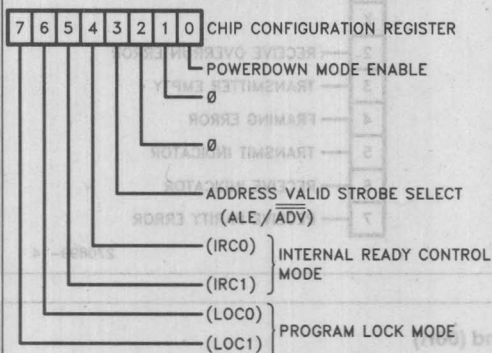 7 6 5 4 3 2 1 0 CHIP CONFIGURATION REGISTER
POWERDOWN MODE ENABLE
Ø
Ø
ADDRESS VALID STROBE SELECT
(ALE/ADV)
(IRC0)
INTERNAL READY CONTROL
MODE
(IRC1)
(LOC0)
PROGRAM LOCK MODE
(LOC1)